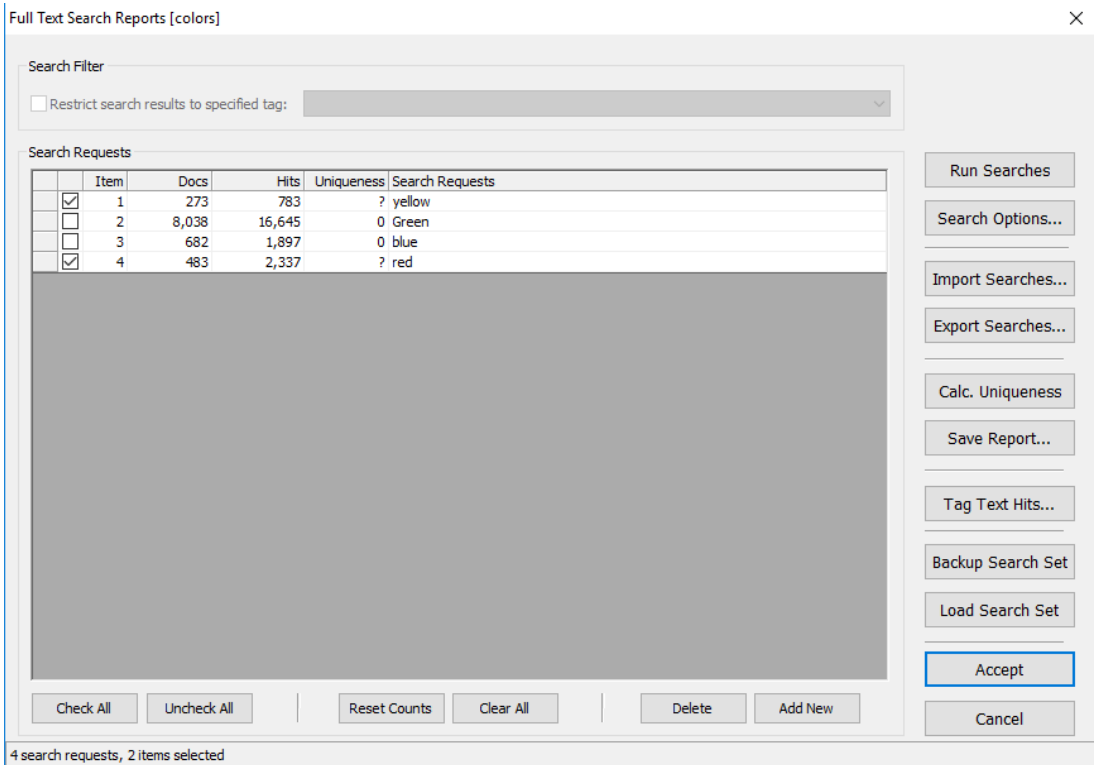 Full Text Search Reports [colors]
Search Filter
Restrict search results to specified tag:
Search Requests
Item Docs Hits Uniqueness Search Requests
1 273 783 ? yellow
2 8,038 16,645 0 Green
3 682 1,897 0 blue
4 483 2,337 ? red
Run Searches
Search Options...
Import Searches...
Export Searches...
Calc. Uniqueness
Save Report...
Tag Text Hits...
Backup Search Set
Load Search Set
Accept
Cancel
Check All Uncheck All Reset Counts Clear All Delete Add New
4 search requests, 2 items selected